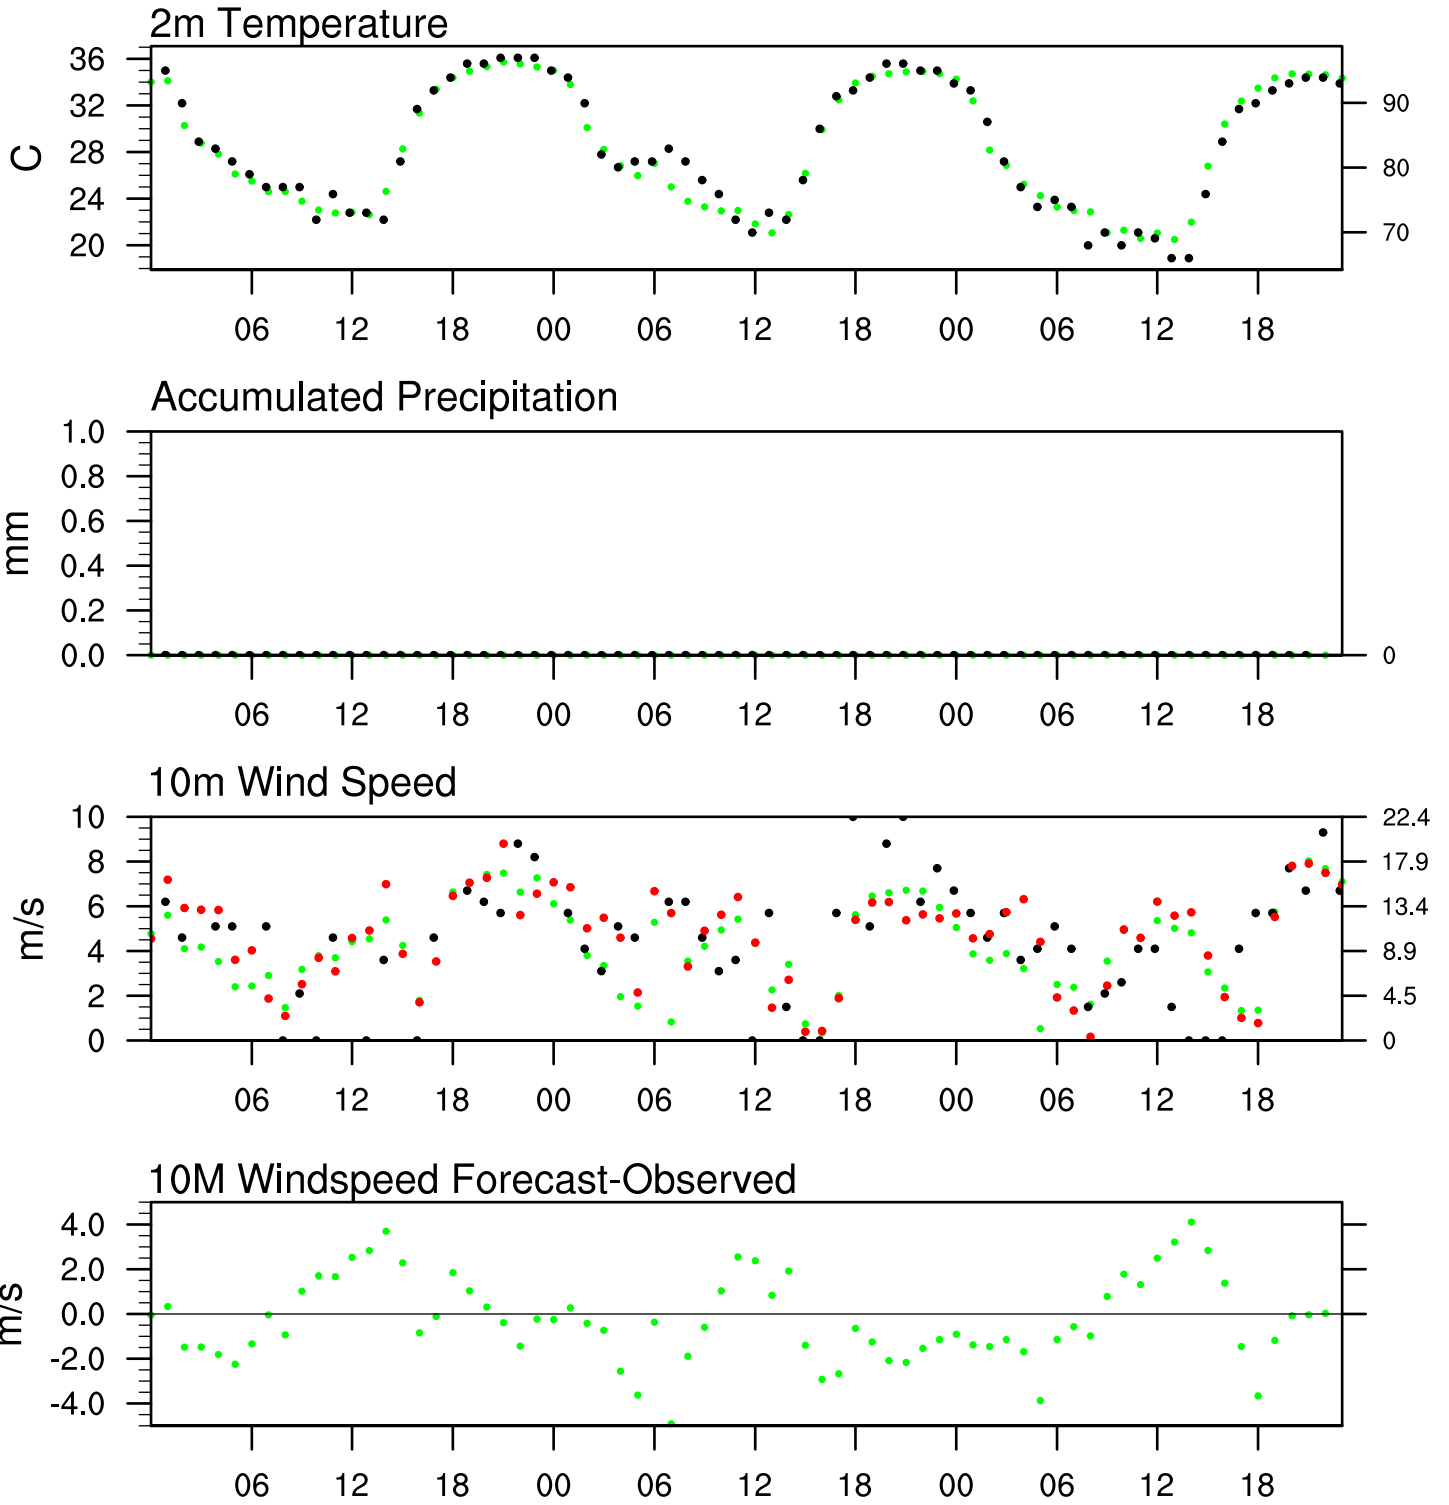 2m Temperature
36
32
28
24
20
C
90
80
70
06 12 18 00 06 12 18 00 06 12 18
Accumulated Precipitation
1.0
0.8
0.6
0.4
0.2
0.0
mm
0
06 12 18 00 06 12 18 00 06 12 18
10m Wind Speed
10
8
6
4
2
0
m/s
22.4
17.9
13.4
8.9
4.5
0
06 12 18 00 06 12 18 00 06 12 18
10M Windspeed Forecast-Observed
4.0
2.0
0.0
-2.0
-4.0
m/s
06 12 18 00 06 12 18 00 06 12 18